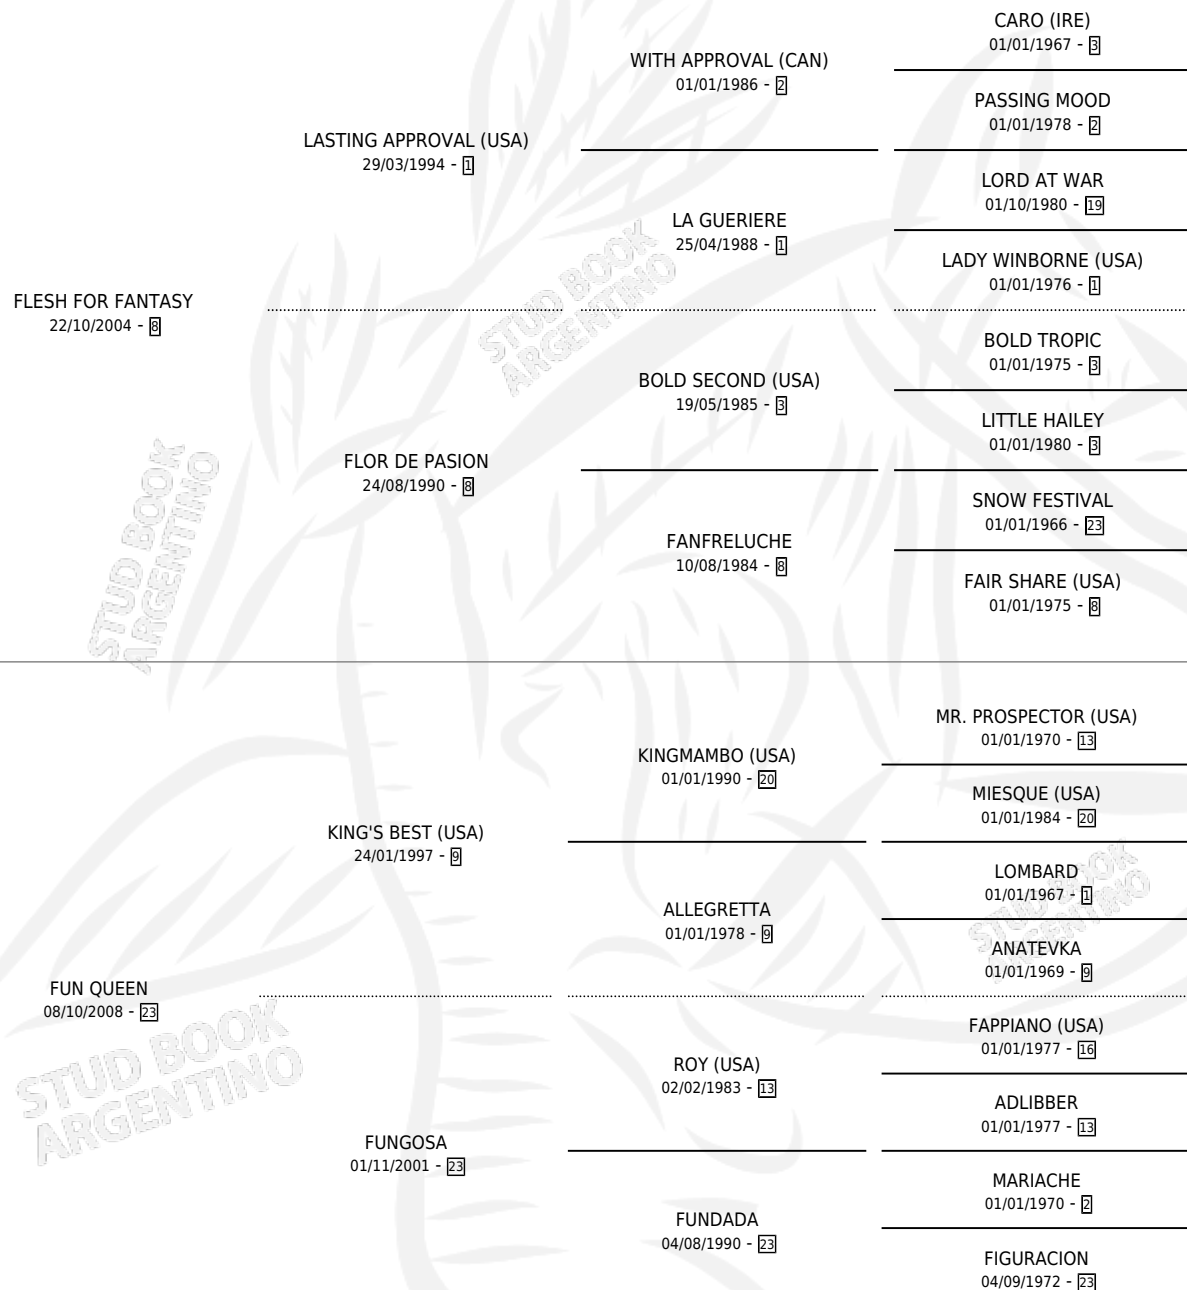 CARO (IRE)
01/01/1967 - 3
WITH APPROVAL (CAN)
01/01/1986 - 2
PASSING MOOD
01/01/1978 - 2
LASTING APPROVAL (USA)
29/03/1994 - 1
LORD AT WAR
01/10/1980 - 19
LA GUERIERE
25/04/1988 - 1
LADY WINBORNE (USA)
01/01/1976 - 1
FLESH FOR FANTASY
22/10/2004 - 8
BOLD TROPIC
01/01/1975 - 3
BOLD SECOND (USA)
19/05/1985 - 3
LITTLE HAILEY
01/01/1980 - 3
FLOR DE PASION
24/08/1990 - 8
SNOW FESTIVAL
01/01/1966 - 23
FANFRELUCHE
10/08/1984 - 8
FAIR SHARE (USA)
01/01/1975 - 8
MR. PROSPECTOR (USA)
01/01/1970 - 13
KINGMAMBO (USA)
01/01/1990 - 20
MIESQUE (USA)
01/01/1984 - 20
KING'S BEST (USA)
24/01/1997 - 9
LOMBARD
01/01/1967 - 1
ALLEGRETTA
01/01/1978 - 9
ANATEVKA
01/01/1969 - 9
FUN QUEEN
08/10/2008 - 23
FAPPIANO (USA)
01/01/1977 - 16
ROY (USA)
02/02/1983 - 13
ADLIBBER
01/01/1977 - 13
FUNGOSA
01/11/2001 - 23
MARIACHE
01/01/1970 - 2
FUNDADA
04/08/1990 - 23
FIGURACION
04/09/1972 - 23
STUD BOOK
ARGENTINO
STUD BOOK
ARGENTINO
STUD BOOK
ARGENTINO
STUD BOOK
ARGENTINO